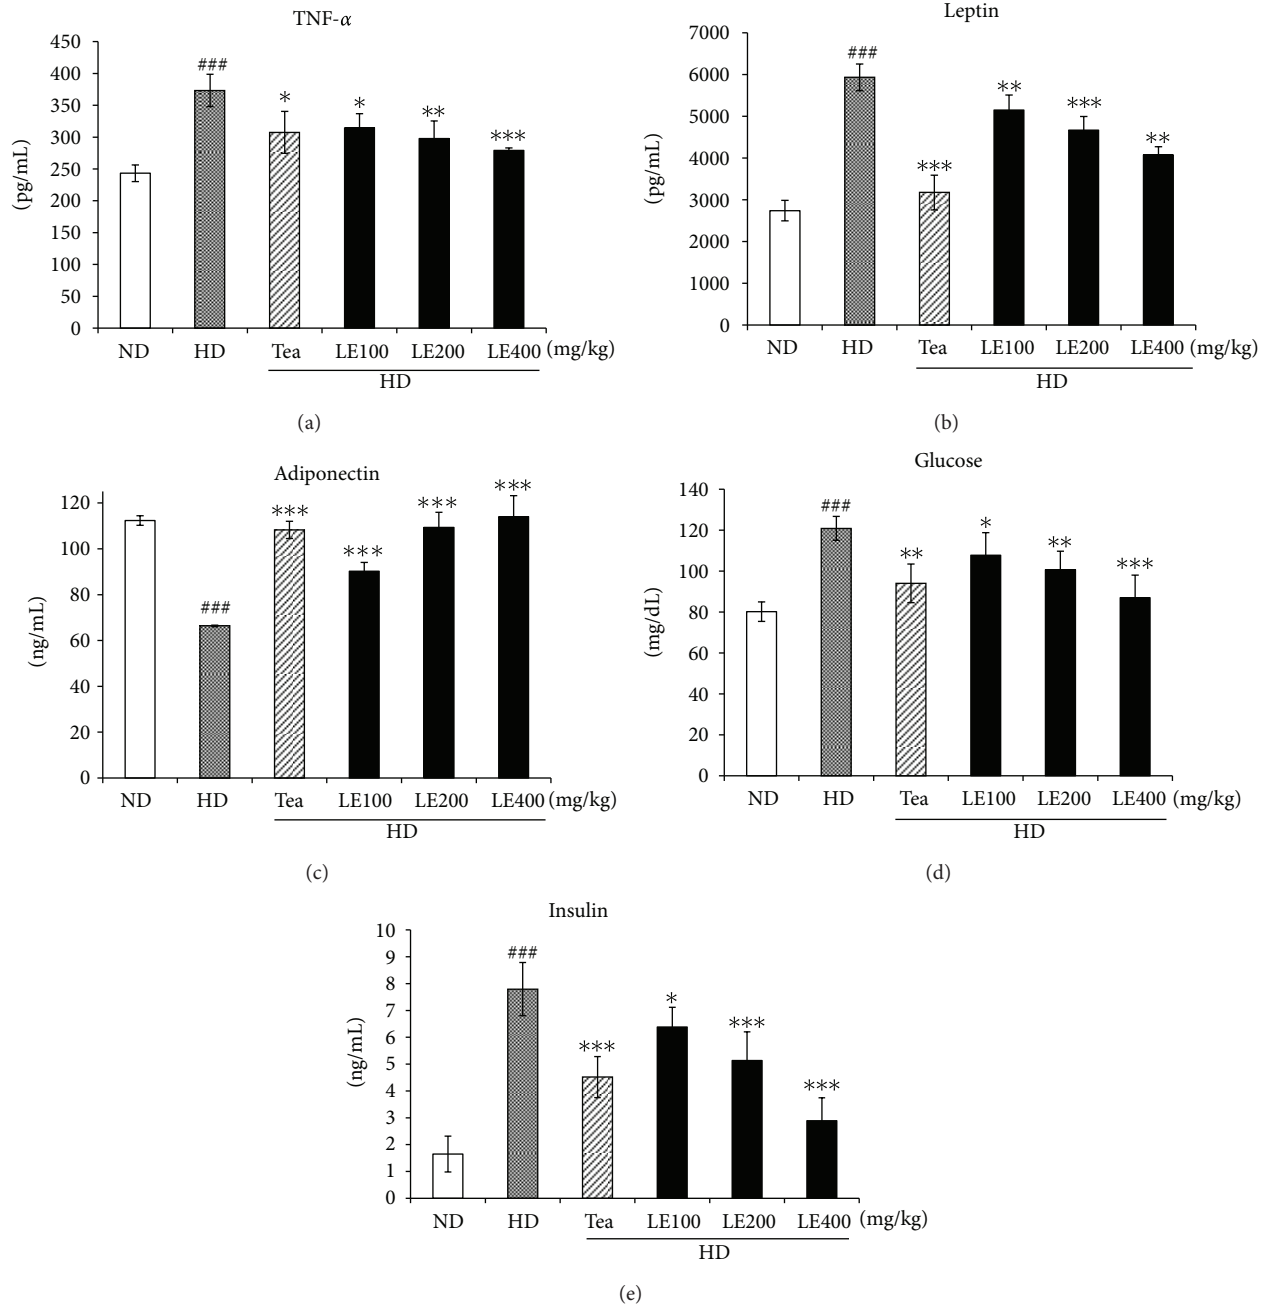 TNF-α
450
400
350
300
250
200
150
100
50
0
(pg/mL)
###
*
*
**
***
ND HD Tea LE100 LE200 LE400 (mg/kg)
HD
(a)
Leptin
7000
6000
5000
4000
3000
2000
1000
0
(pg/mL)
###
***
**
***
**
ND HD Tea LE100 LE200 LE400 (mg/kg)
HD
(b)
Adiponectin
120
100
80
60
40
20
0
(ng/mL)
###
***
***
***
***
ND HD Tea LE100 LE200 LE400 (mg/kg)
HD
(c)
Glucose
140
120
100
80
60
40
20
0
(mg/dL)
###
**
*
**
***
ND HD Tea LE100 LE200 LE400 (mg/kg)
HD
(d)
Insulin
10
9
8
7
6
5
4
3
2
1
0
(ng/mL)
###
***
*
***
***
ND HD Tea LE100 LE200 LE400 (mg/kg)
HD
(e)